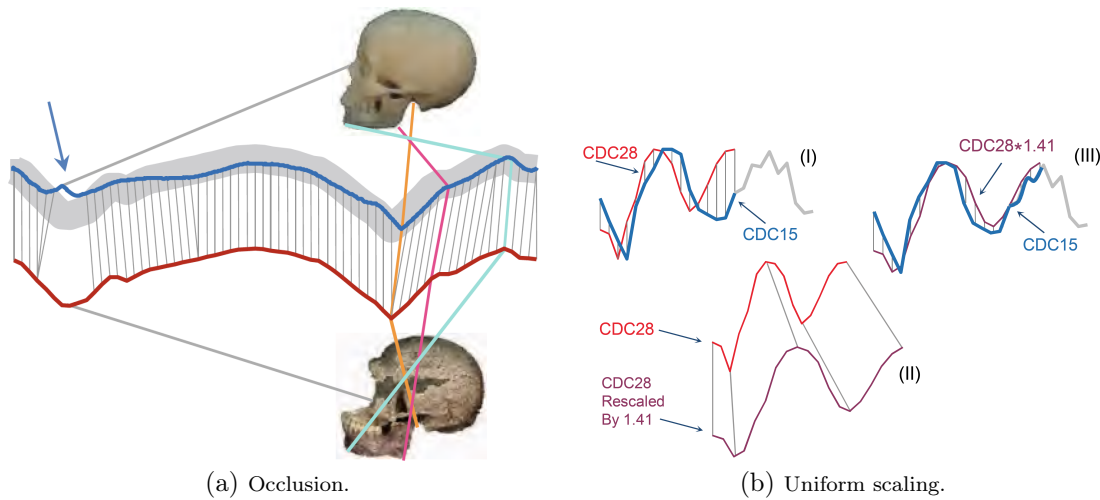 CDC28
(I)
CDC15
CDC28*1.41
(III)
CDC15
CDC28
CDC28
Rescaled
By 1.41
(II)
(a) Occlusion.
(b) Uniform scaling.